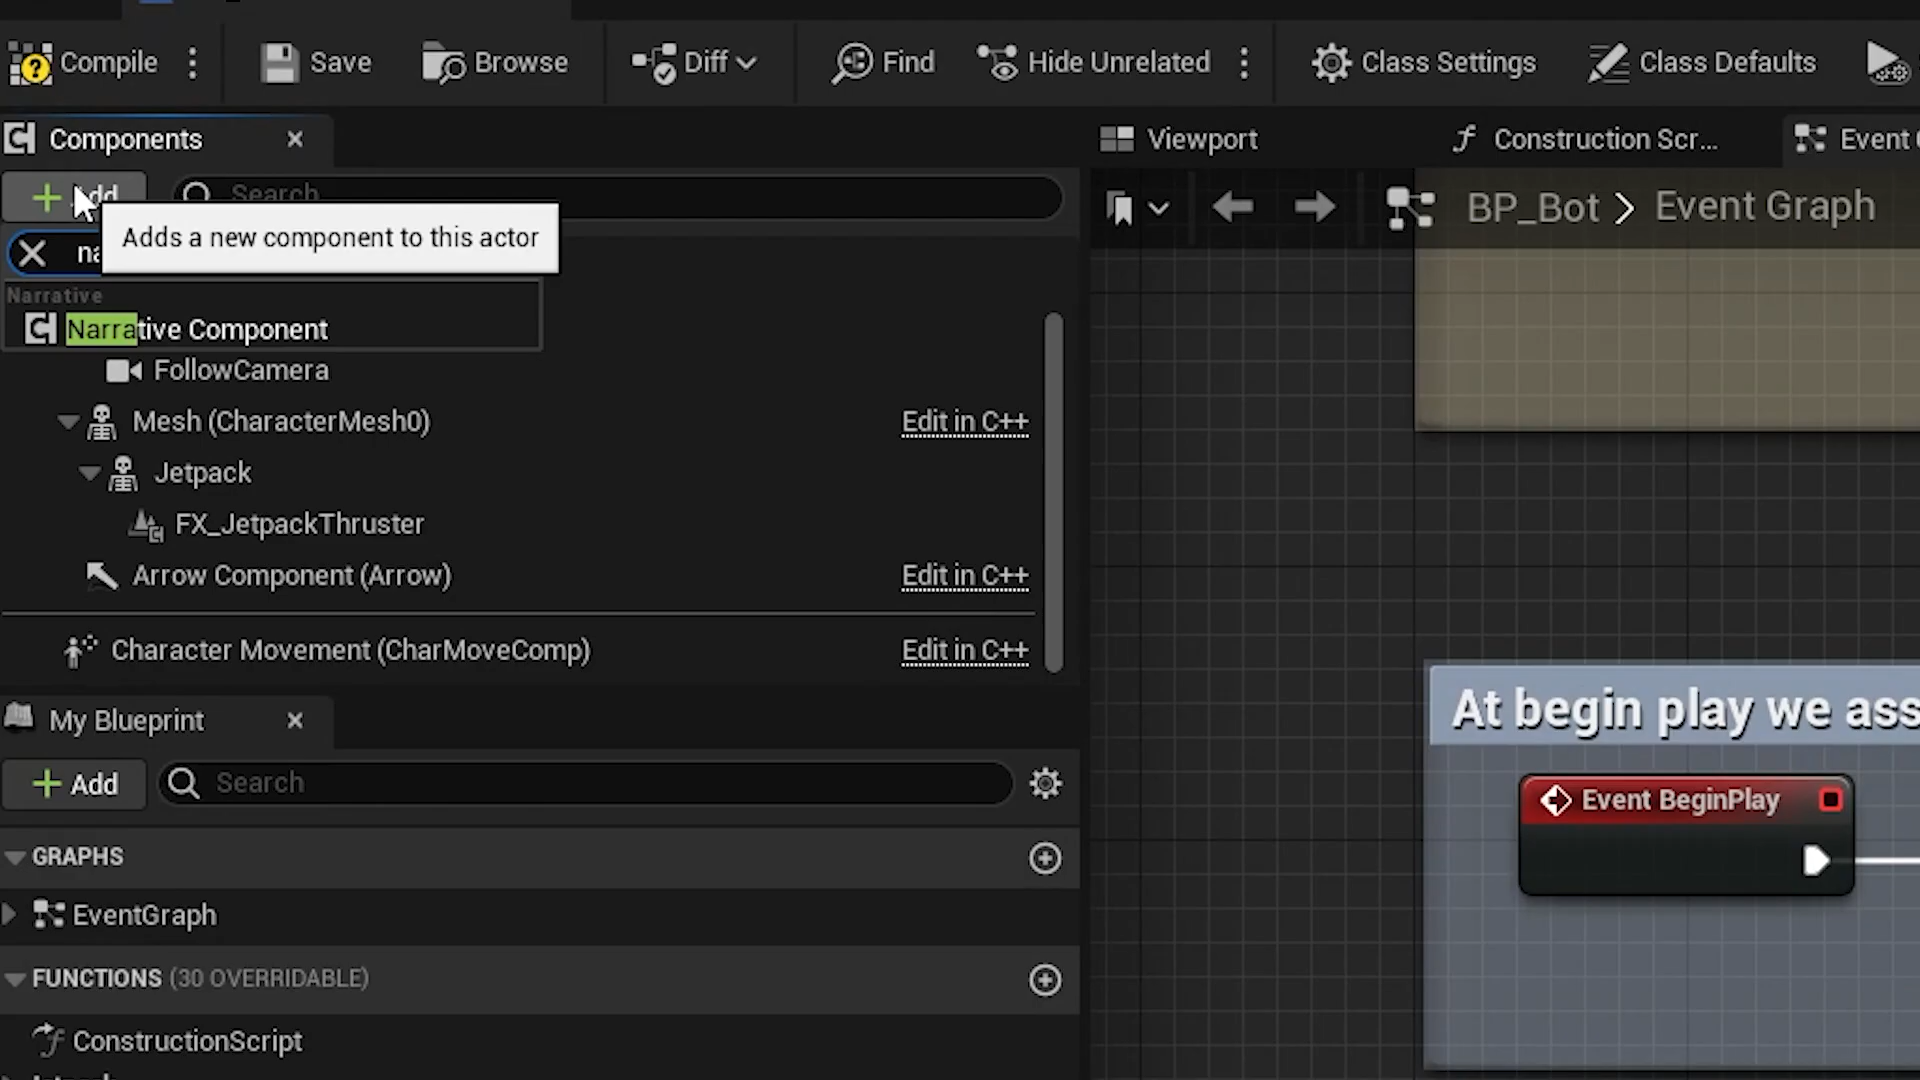 Compile
Save
Browse
Diff
Find
Hide Unrelated
Class Settings
Class Defaults
Components
Viewport
Construction Scr...
Event
Search
Adds a new component to this actor
BP_Bot > Event Graph
Narrative
Narrative Component
FollowCamera
Mesh (CharacterMesh0)
Edit in C++
Jetpack
FX_JetpackThruster
Arrow Component (Arrow)
Edit in C++
Character Movement (CharMoveComp)
Edit in C++
At begin play we ass
My Blueprint
Add
Search
Event BeginPlay
GRAPHS
EventGraph
FUNCTIONS (30 OVERRIDABLE)
ConstructionScript